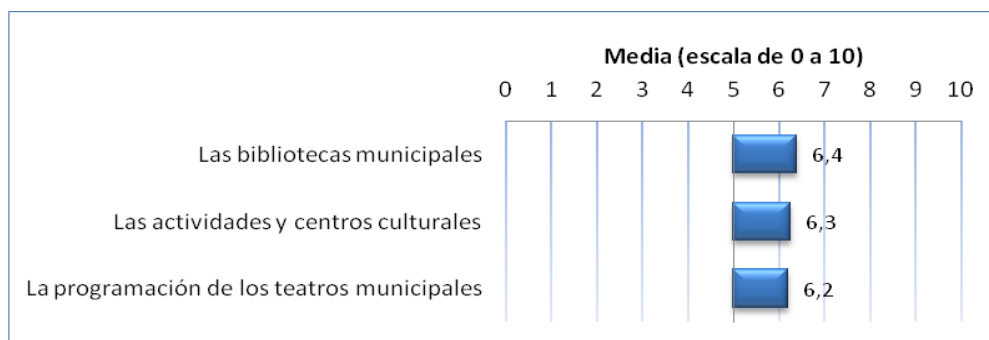 Media (escala de 0 a 10)
0 1 2 3 4 5 6 7 8 9 10
Las bibliotecas municipales 6,4
Las actividades y centros culturales 6,3
La programación de los teatros municipales 6,2